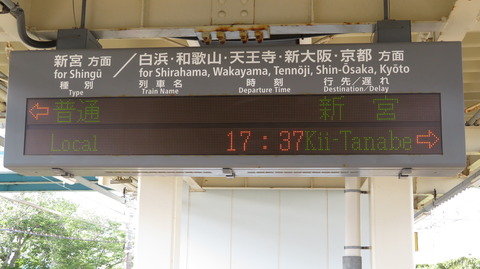 新宮 方面 ／ 白浜・和歌山・天王寺・新大阪・京都 方面
for Shingū for Shirahama, Wakayama, Tennōji, Shin-Ōsaka, Kyōto
種別 列車名 時刻 行先／遅れ
Type Train Name Departure Time Destination/Delay
← 普通 新宮
Local 17:37 Kii-Tanabe →